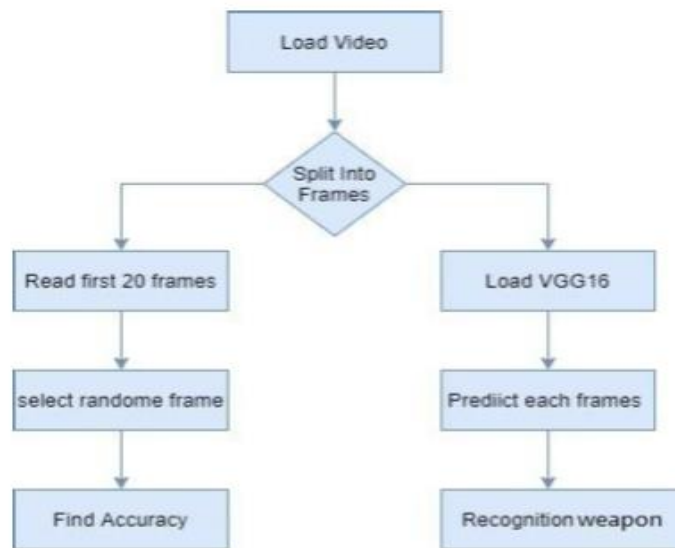 Load Video
Split Into
Frames
Read first 20 frames
Load VGG16
select randome frame
Prediict each frames
Find Accuracy
Recognition weapon